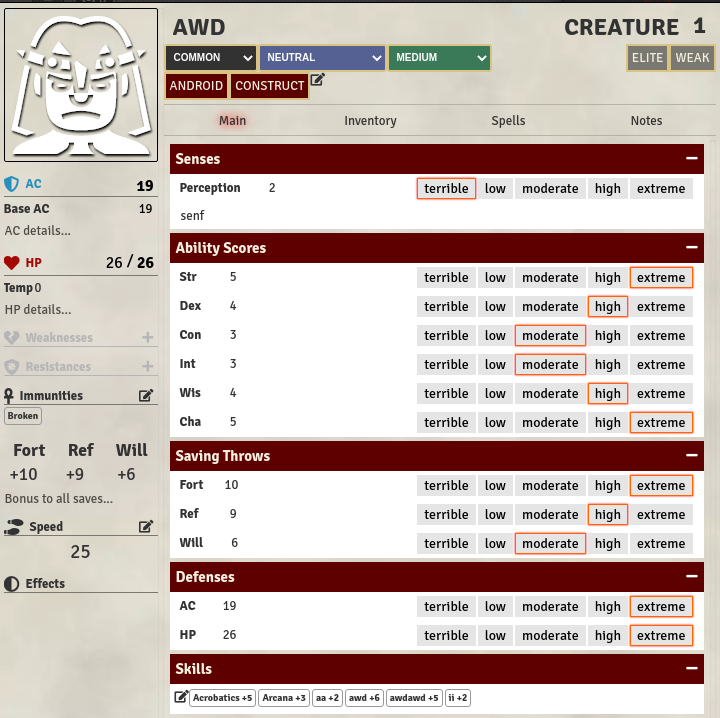 AWD
CREATURE 1
COMMON NEUTRAL MEDIUM
ELITE WEAK
ANDROID CONSTRUCT
Main Inventory Spells Notes
AC 19
Base AC 19
AC details...
HP 26 / 26
Temp 0
HP details...
Weaknesses
Resistances
Immunities
Broken
Fort Ref Will
+10 +9 +6
Bonus to all saves...
Speed
25
Effects
Senses
Perception 2 terrible low moderate high extreme
senf
Ability Scores
Str 5 terrible low moderate high extreme
Dex 4 terrible low moderate high extreme
Con 3 terrible low moderate high extreme
Int 3 terrible low moderate high extreme
Wis 4 terrible low moderate high extreme
Cha 5 terrible low moderate high extreme
Saving Throws
Fort 10 terrible low moderate high extreme
Ref 9 terrible low moderate high extreme
Will 6 terrible low moderate high extreme
Defenses
AC 19 terrible low moderate high extreme
HP 26 terrible low moderate high extreme
Skills
Acrobatics +5 Arcana +3 aa +2 awd +6 awdawd +5 ii +2